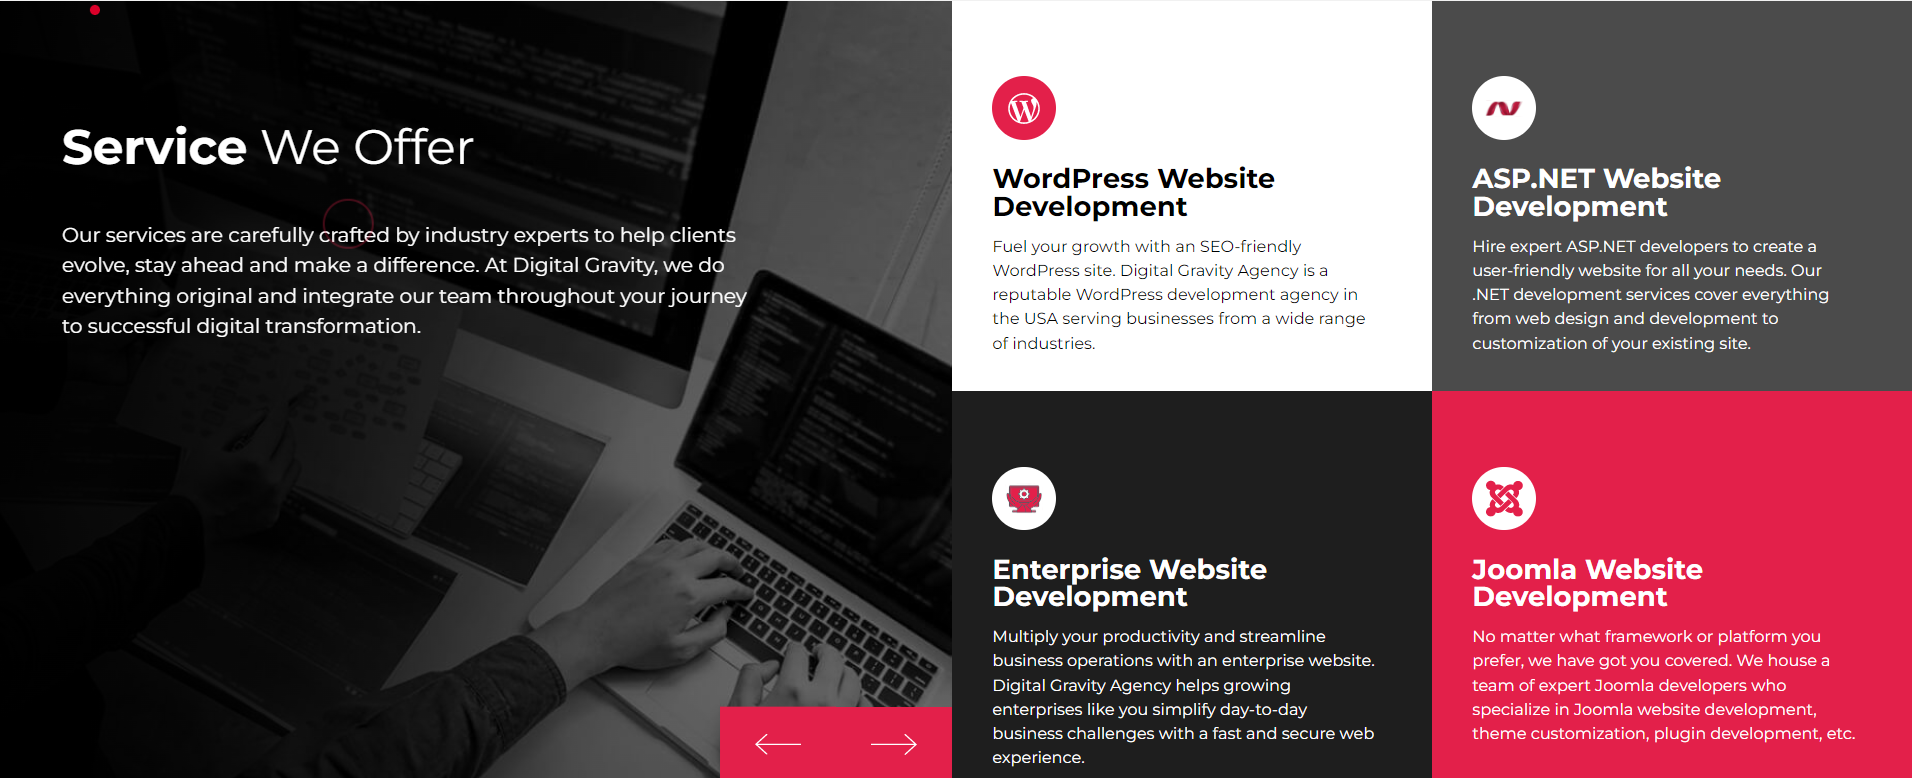 Service We Offer
Our services are carefully crafted by industry experts to help clients
evolve, stay ahead and make a difference. At Digital Gravity, we do
everything original and integrate our team throughout your journey
to successful digital transformation.
WordPress Website
Development
Fuel your growth with an SEO-friendly
WordPress site. Digital Gravity Agency is a
reputable WordPress development agency in
the USA serving businesses from a wide range
of industries.
ASP.NET Website
Development
Hire expert ASP.NET developers to create a
user-friendly website for all your needs. Our
.NET development services cover everything
from web design and development to
customization of your existing site.
Enterprise Website
Development
Multiply your productivity and streamline
business operations with an enterprise website.
Digital Gravity Agency helps growing
enterprises like you simplify day-to-day
business challenges with a fast and secure web
experience.
Joomla Website
Development
No matter what framework or platform you
prefer, we have got you covered. We house a
team of expert Joomla developers who
specialize in Joomla website development,
theme customization, plugin development, etc.